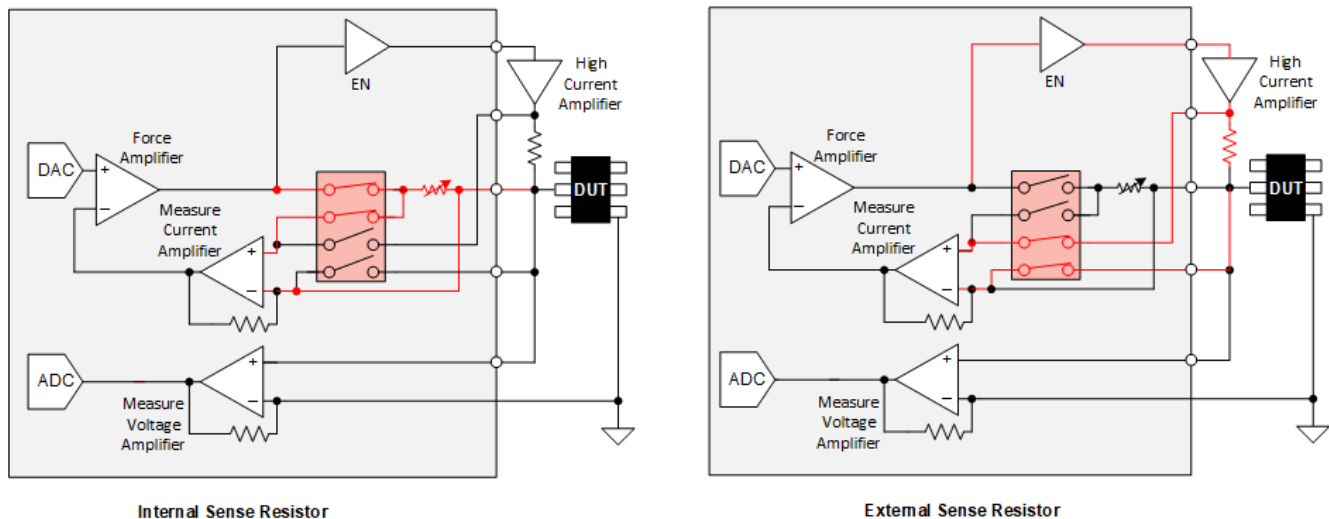 EN
High
Current
Amplifier
Force
Amplifier
DAC
+
−
DUT
Measure
Current
Amplifier
+
−
ADC
+
−
Measure
Voltage
Amplifier
Internal Sense Resistor
EN
High
Current
Amplifier
Force
Amplifier
DAC
+
−
DUT
Measure
Current
Amplifier
+
−
ADC
+
−
Measure
Voltage
Amplifier
External Sense Resistor